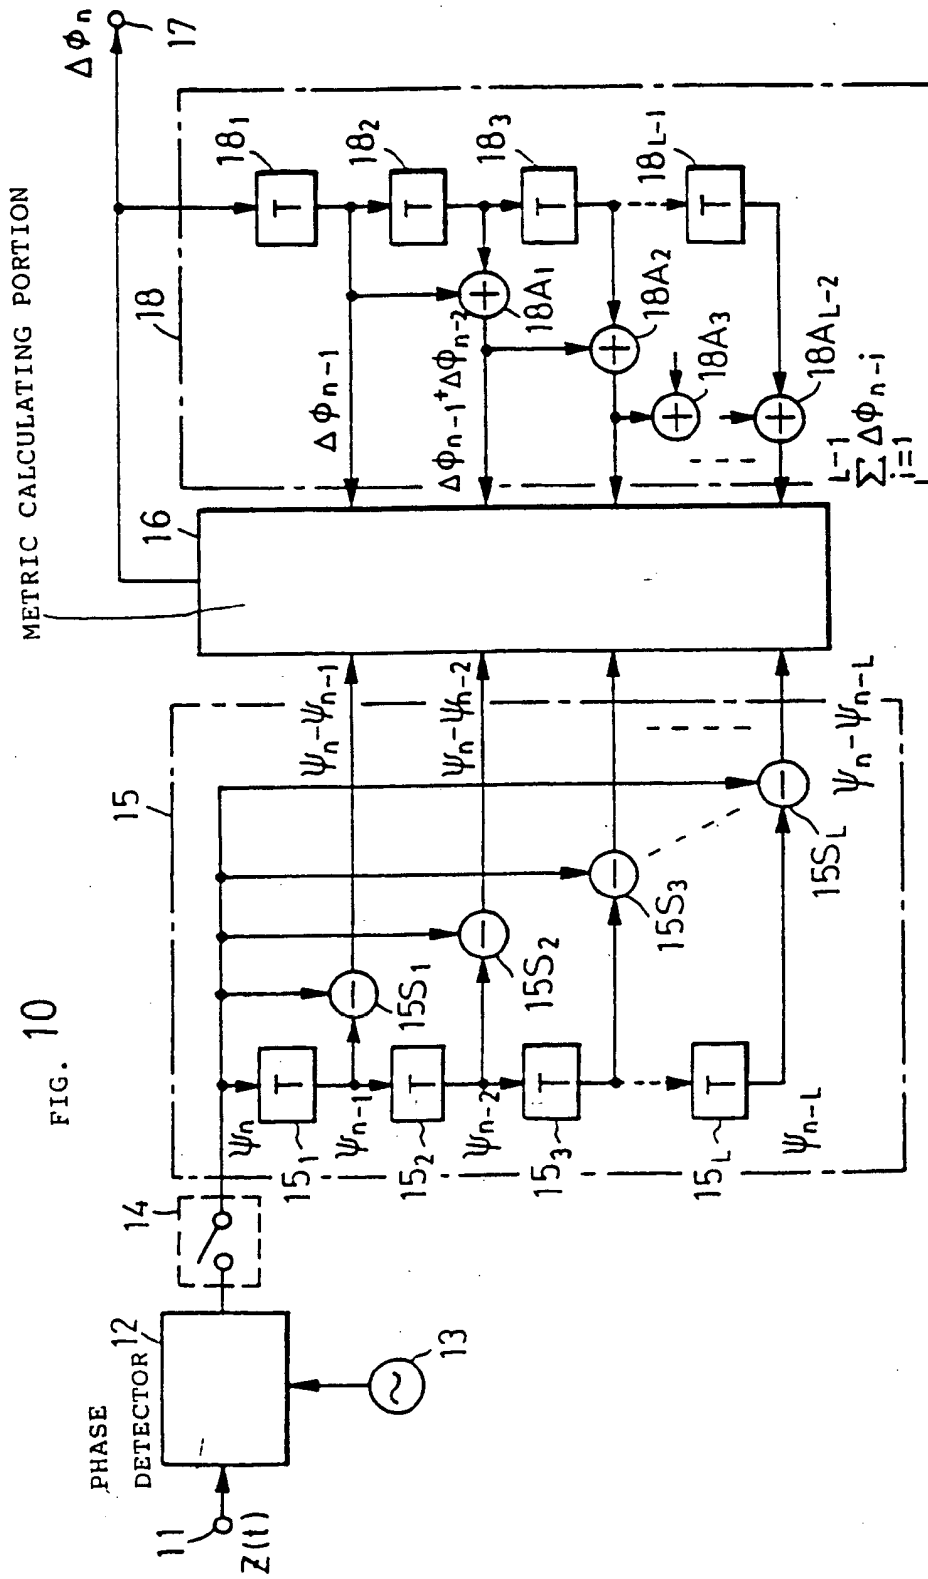 FIG. 10
11
Z(t)
PHASE
DETECTOR
12
13
~
14
15
ψn
15₁
T
ψn-1
15₂
T
ψn-2
15₃
T
15L
T
ψn-L
−
15S₁
−
15S₂
−
15S₃
−
15SL
ψn-ψn-1
ψn-ψn-2
ψn-ψn-L
METRIC CALCULATING PORTION
16
18
Δφn
17
T
18₁
T
18₂
T
18₃
T
18L-1
Δφn-1
Δφn-1+Δφn-2
+
18A₁
+
18A₂
+
18A₃
+
18AL-2
L-1
Σ Δφn-i
i=1